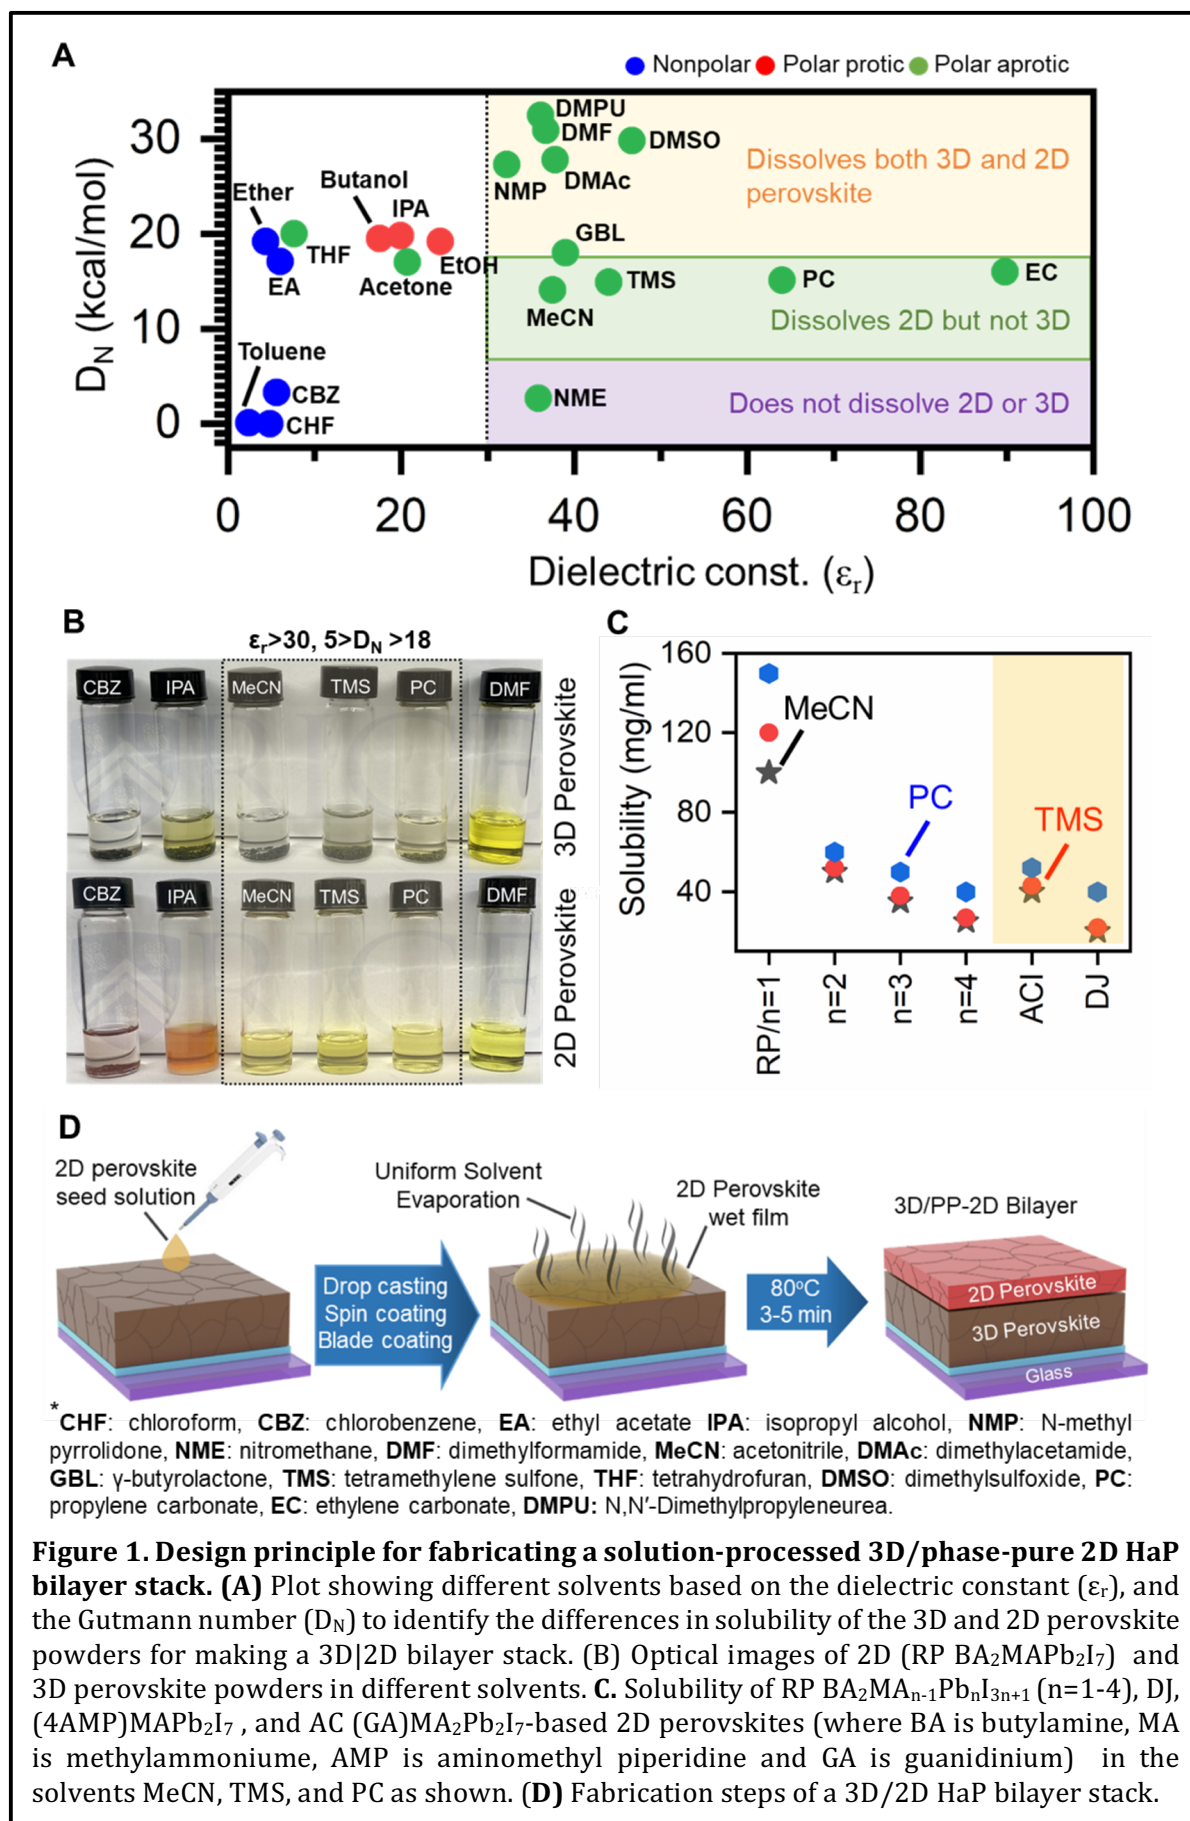 A
Nonpolar Polar protic Polar aprotic
30
20
10
0
D_N (kcal/mol)
DMPU
DMF
DMSO
NMP
DMAc
Dissolves both 3D and 2D
perovskite
Ether
Butanol
IPA
THF
EA
EtOH
Acetone
GBL
TMS
PC
EC
MeCN
Dissolves 2D but not 3D
Toluene
CBZ
CHF
NME
Does not dissolve 2D or 3D
0 20 40 60 80 100
Dielectric const. (εᵣ)
B
εᵣ>30, 5>D_N >18
CBZ IPA MeCN TMS PC DMF
3D Perovskite
CBZ IPA MeCN TMS PC DMF
2D Perovskite
C
160
120
80
40
Solubility (mg/ml)
MeCN
PC
TMS
RP/n=1 n=2 n=3 n=4 ACI DJ
D
2D perovskite
seed solution
Drop casting
Spin coating
Blade coating
Uniform Solvent
Evaporation
2D Perovskite
wet film
80ºC
3-5 min
3D/PP-2D Bilayer
2D Perovskite
3D Perovskite
Glass
*CHF: chloroform, CBZ: chlorobenzene, EA: ethyl acetate IPA: isopropyl alcohol, NMP: N-methyl
pyrrolidone, NME: nitromethane, DMF: dimethylformamide, MeCN: acetonitrile, DMAc: dimethylacetamide,
GBL: γ-butyrolactone, TMS: tetramethylene sulfone, THF: tetrahydrofuran, DMSO: dimethylsulfoxide, PC:
propylene carbonate, EC: ethylene carbonate, DMPU: N,N′-Dimethylpropyleneurea.
Figure 1. Design principle for fabricating a solution-processed 3D/phase-pure 2D HaP
bilayer stack. (A) Plot showing different solvents based on the dielectric constant (εᵣ), and
the Gutmann number (D_N) to identify the differences in solubility of the 3D and 2D perovskite
powders for making a 3D|2D bilayer stack. (B) Optical images of 2D (RP BA₂MAPb₂I₇) and
3D perovskite powders in different solvents. C. Solubility of RP BA₂MAₙ₋₁PbₙI₃ₙ₊₁ (n=1-4), DJ,
(4AMP)MAPb₂I₇ , and AC (GA)MA₂Pb₂I₇-based 2D perovskites (where BA is butylamine, MA
is methylammoniume, AMP is aminomethyl piperidine and GA is guanidinium) in the
solvents MeCN, TMS, and PC as shown. (D) Fabrication steps of a 3D/2D HaP bilayer stack.